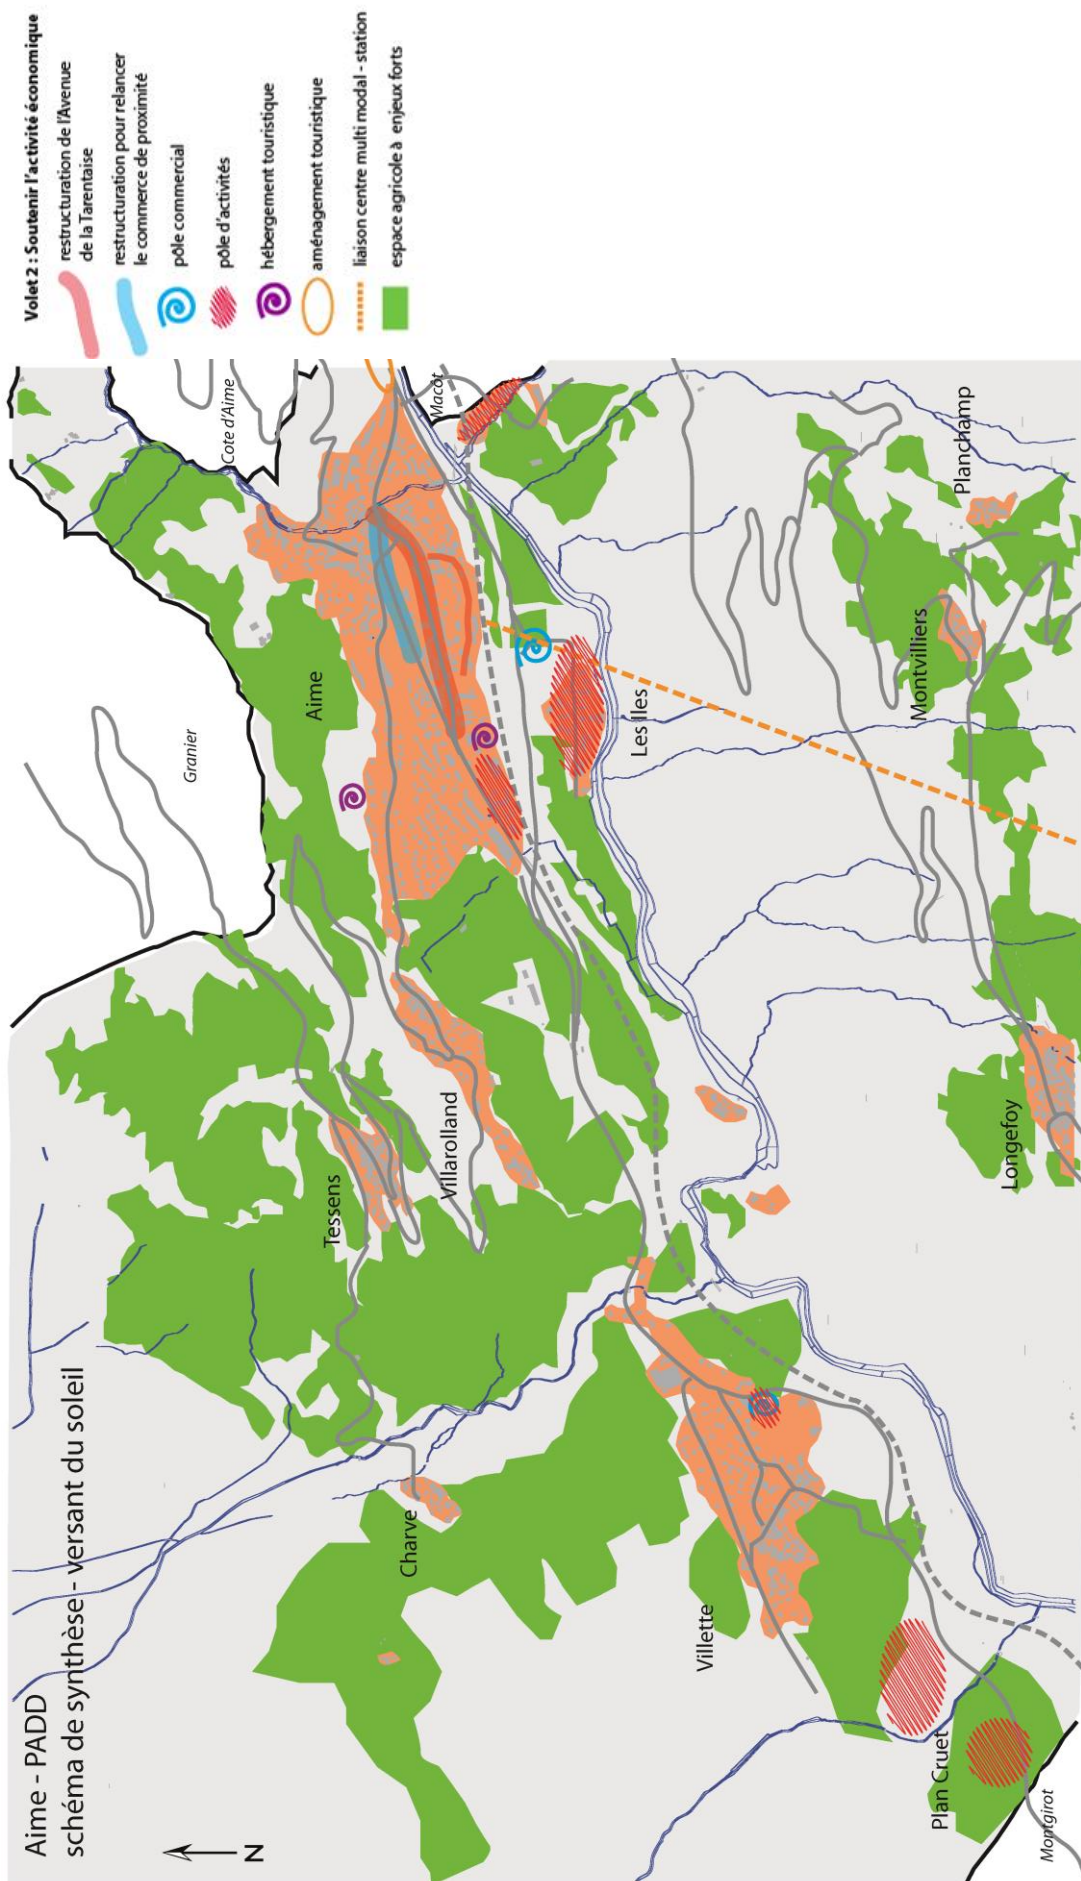 Aime - PADD
schéma de synthèse - versant du soleil
N
Volet 2 : Soutenir l'activité économique
restructuration de l'Avenue
de la Tarentaise
restructuration pour relancer
le commerce de proximité
pôle commercial
pôle d'activités
hébergement touristique
aménagement touristique
liaison centre multi modal - station
espace agricole à enjeux forts
Granier
Cote d'Aime
Aime
Macôt
Tessens
Villarolland
Charve
Les Iles
Villette
Montvilliers
Planchamp
Longefoy
Plan Cruet
Montgirot